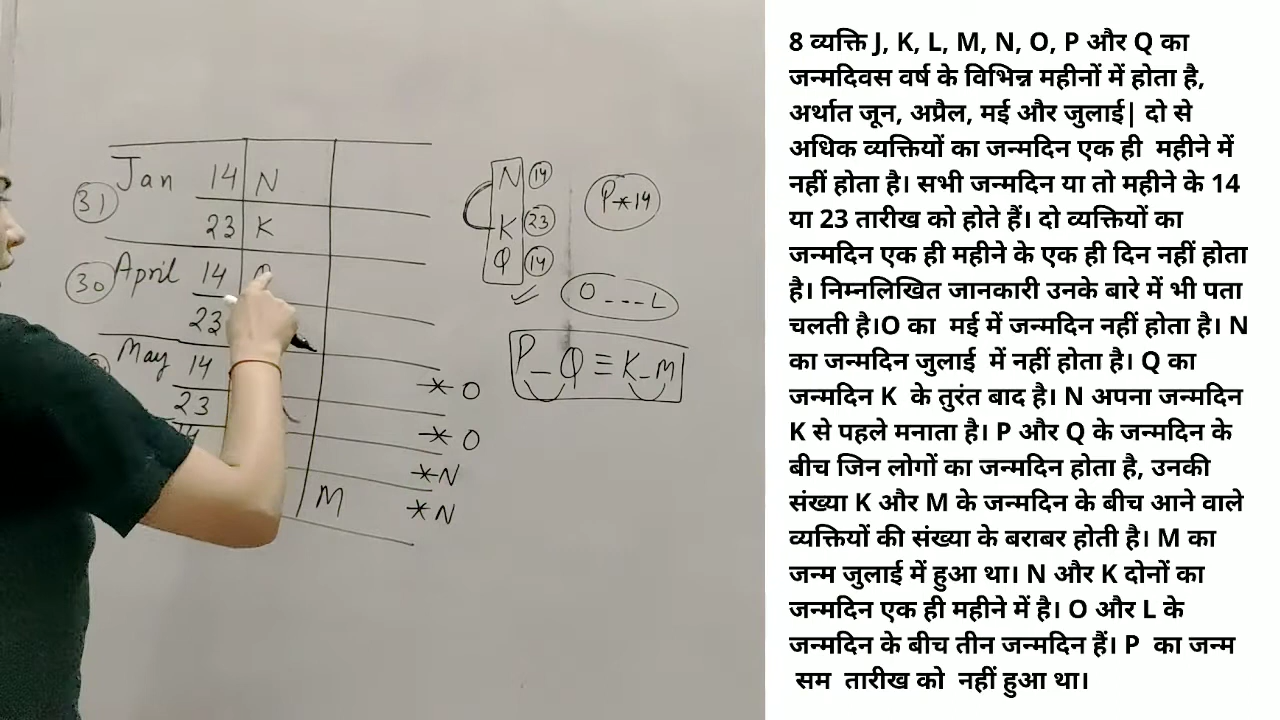 Jan 14 N
31
23 K
30 April 14 Q
23
May 14
* O
23
* O
14
*N
M *N
N 14
K 23
Q 14
P*14
O _ _ _ L
P _ Q ≡ K _ M
8 व्यक्ति J, K, L, M, N, O, P और Q का
जन्मदिवस वर्ष के विभिन्न महीनों में होता है,
अर्थात जून, अप्रैल, मई और जुलाई| दो से
अधिक व्यक्तियों का जन्मदिन एक ही महीने में
नहीं होता है। सभी जन्मदिन या तो महीने के 14
या 23 तारीख को होते हैं। दो व्यक्तियों का
जन्मदिन एक ही महीने के एक ही दिन नहीं होता
है। निम्नलिखित जानकारी उनके बारे में भी पता
चलती है।O का मई में जन्मदिन नहीं होता है। N
का जन्मदिन जुलाई में नहीं होता है। Q का
जन्मदिन K के तुरंत बाद है। N अपना जन्मदिन
K से पहले मनाता है। P और Q के जन्मदिन के
बीच जिन लोगों का जन्मदिन होता है, उनकी
संख्या K और M के जन्मदिन के बीच आने वाले
व्यक्तियों की संख्या के बराबर होती है। M का
जन्म जुलाई में हुआ था। N और K दोनों का
जन्मदिन एक ही महीने में है। O और L के
जन्मदिन के बीच तीन जन्मदिन हैं। P का जन्म
सम तारीख को नहीं हुआ था।